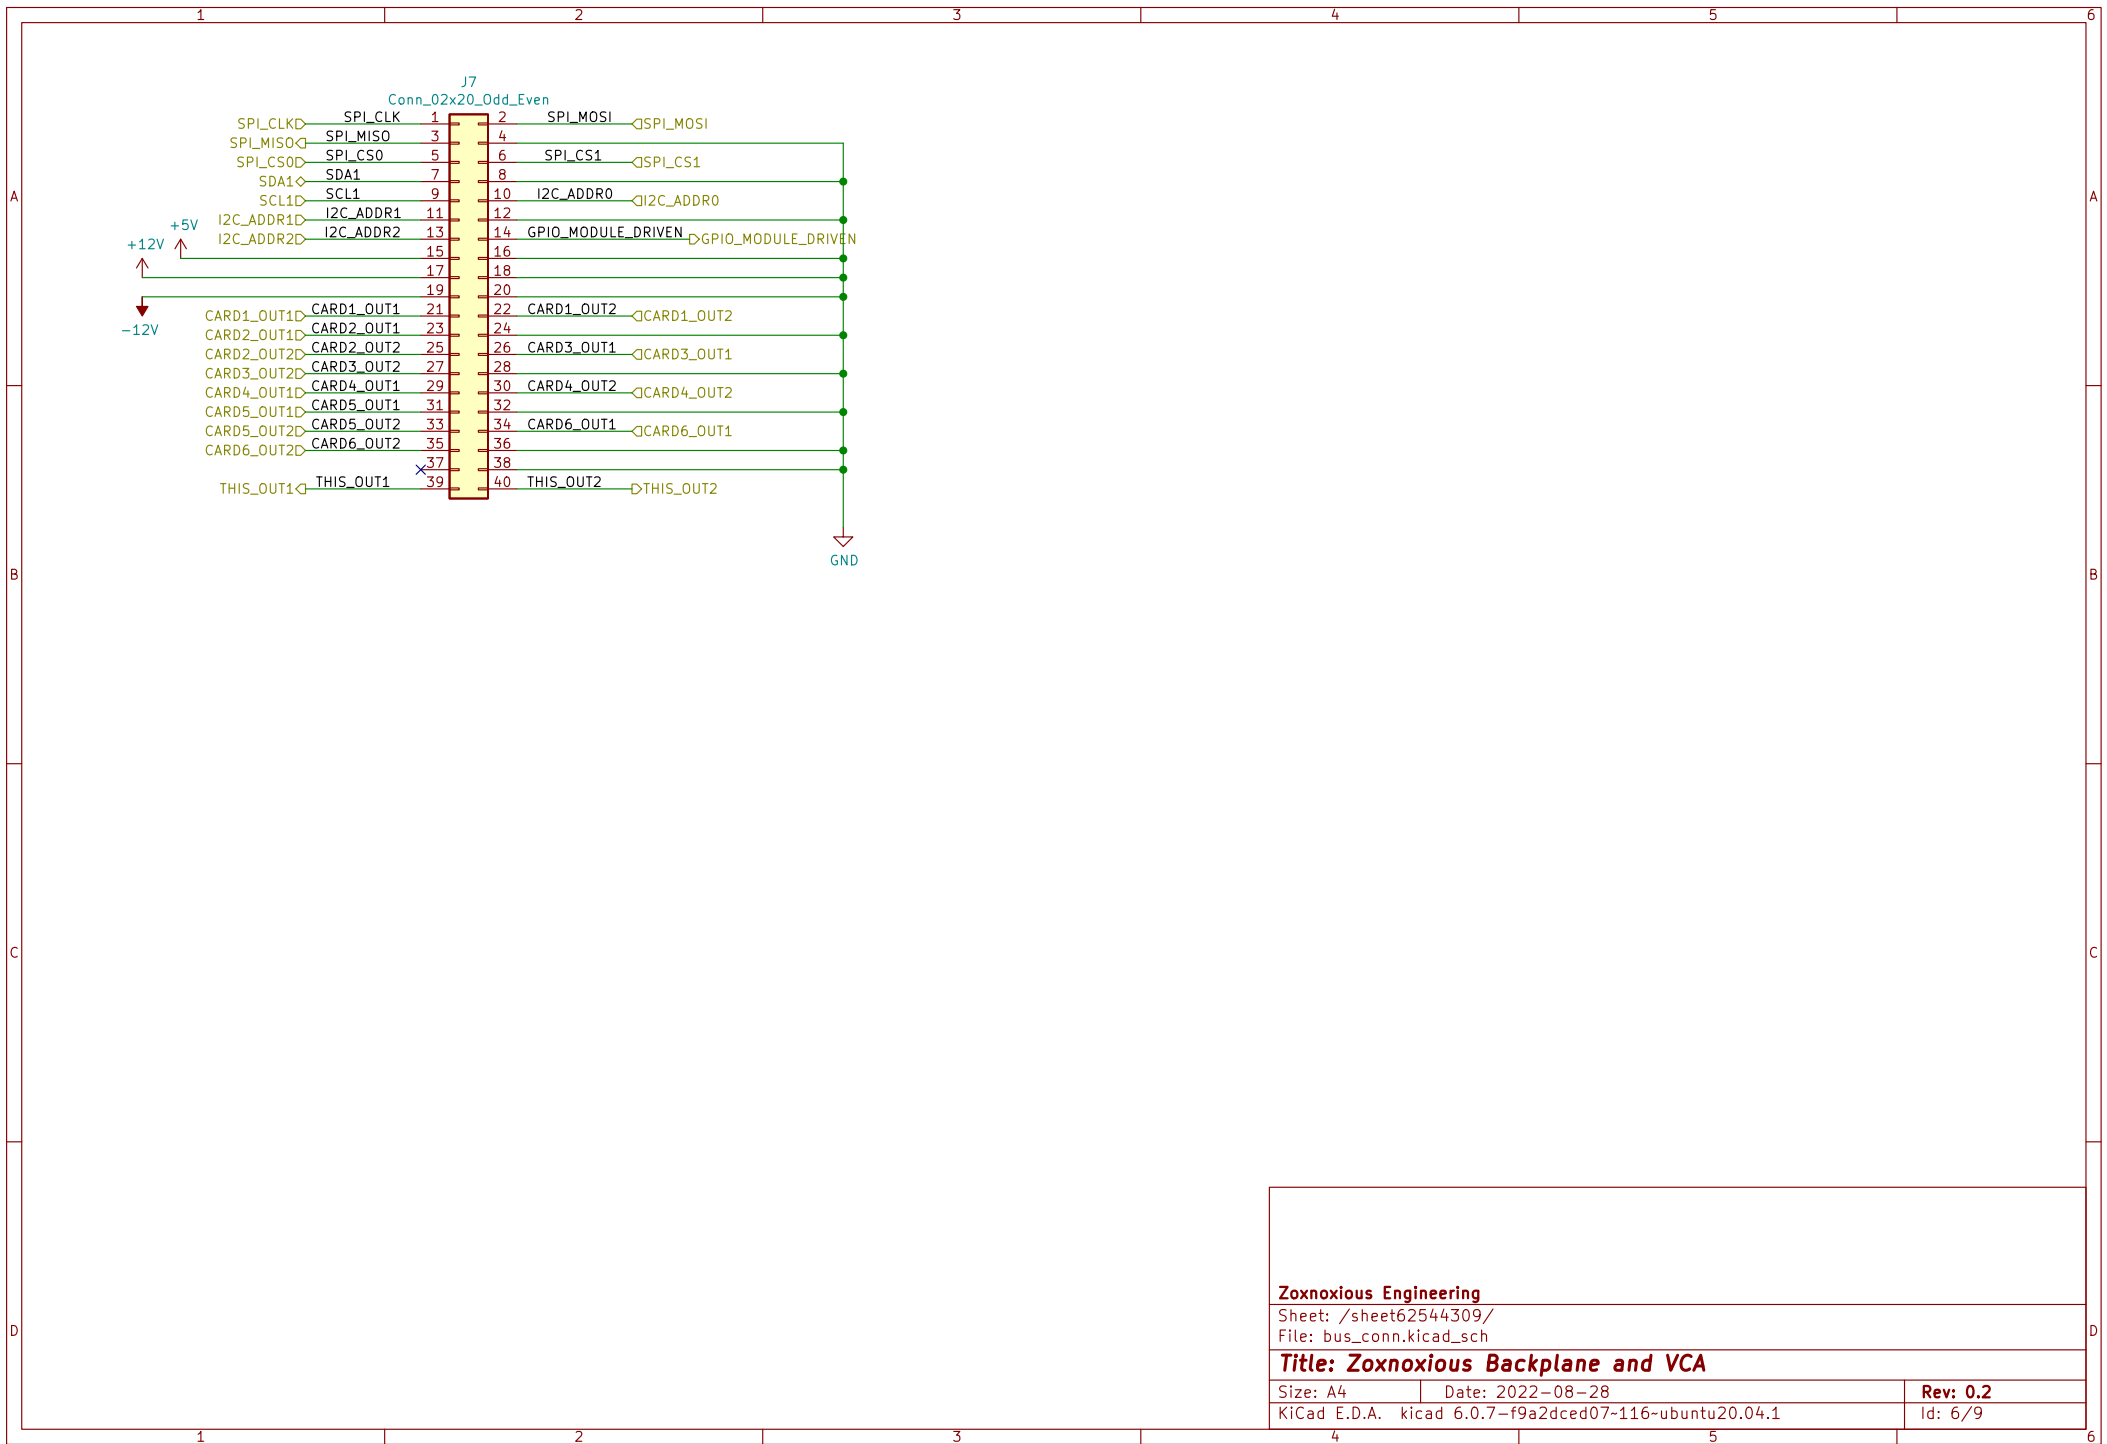 1 2 3 4 5 6
J7
Conn_02x20_Odd_Even
SPI_CLK SPI_CLK 1 2 SPI_MOSI SPI_MOSI
SPI_MISO SPI_MISO 3 4
SPI_CS0 SPI_CS0 5 6 SPI_CS1 SPI_CS1
SDA1 SDA1 7 8
A SCL1 SCL1 9 10 I2C_ADDR0 I2C_ADDR0 A
I2C_ADDR1 I2C_ADDR1 11 12
+5V
I2C_ADDR2 I2C_ADDR2 13 14 GPIO_MODULE_DRIVEN GPIO_MODULE_DRIVEN
+12V
15 16
17 18
19 20
CARD1_OUT1 CARD1_OUT1 21 22 CARD1_OUT2 CARD1_OUT2
-12V
CARD2_OUT1 CARD2_OUT1 23 24
CARD2_OUT2 CARD2_OUT2 25 26 CARD3_OUT1 CARD3_OUT1
CARD3_OUT2 CARD3_OUT2 27 28
CARD4_OUT1 CARD4_OUT1 29 30 CARD4_OUT2 CARD4_OUT2
CARD5_OUT1 CARD5_OUT1 31 32
CARD5_OUT2 CARD5_OUT2 33 34 CARD6_OUT1 CARD6_OUT1
CARD6_OUT2 CARD6_OUT2 35 36
37 38
THIS_OUT1 THIS_OUT1 39 40 THIS_OUT2 THIS_OUT2
GND
B B
C C
Zoxnoxious Engineering
Sheet: /sheet62544309/
D D
File: bus_conn.kicad_sch
Title: Zoxnoxious Backplane and VCA
Size: A4 Date: 2022-08-28 Rev: 0.2
KiCad E.D.A. kicad 6.0.7-f9a2dced07~116~ubuntu20.04.1 Id: 6/9
1 2 3 4 5 6